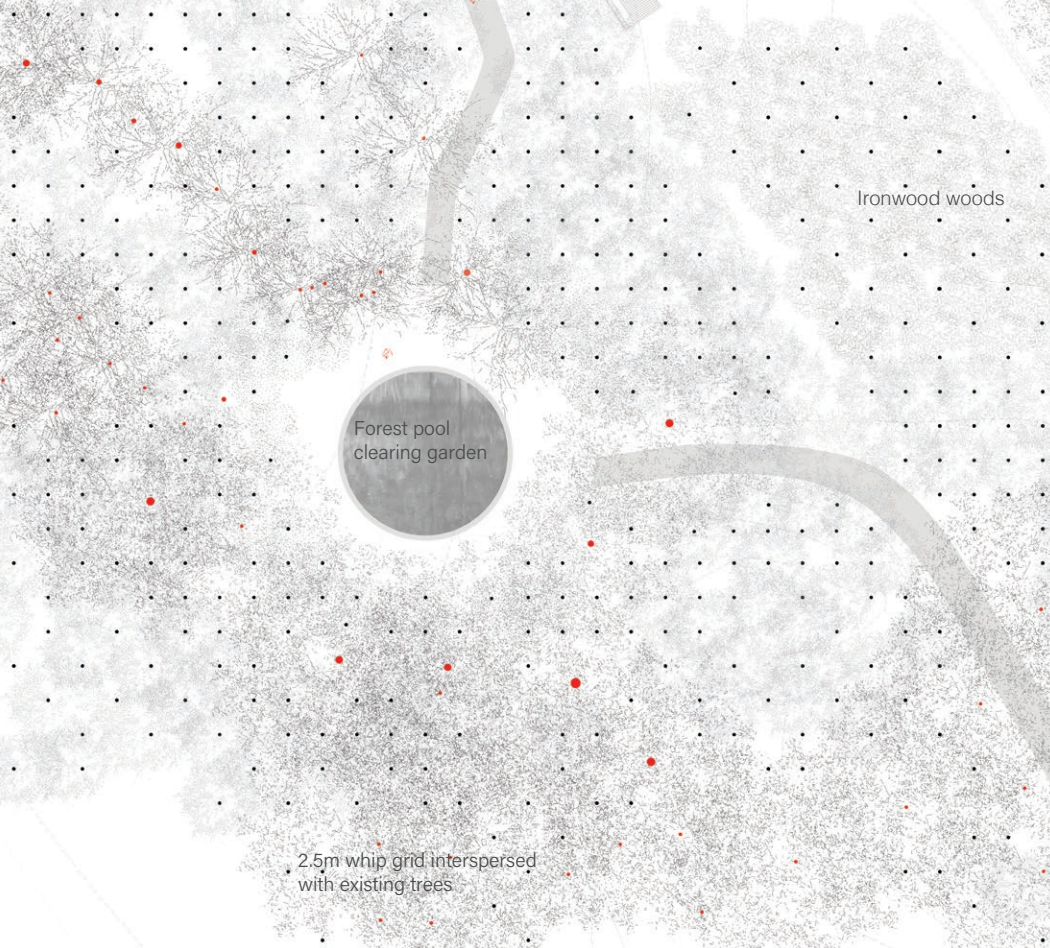 Ironwood woods
Forest pool
clearing garden
2.5m whip grid interspersed
with existing trees